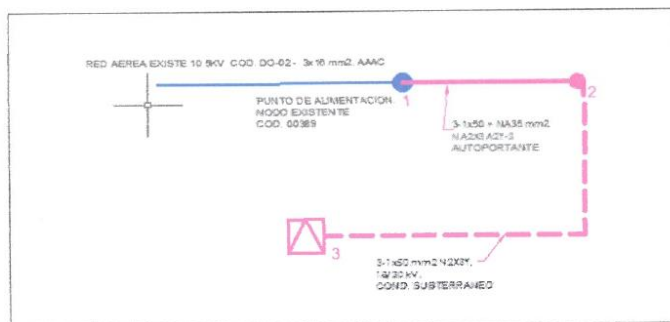 RED AEREA EXISTE 10.5KV COD. DO-02 - 3x16 mm2. AAAC
PUNTO DE ALIMENTACION
NODO EXISTENTE
COD. 00389
1
2
3-1x50 + NA35 mm2
AUTOPORTANTE
3
3-1x50 mm2 N2XSY,
18/30 kV,
COND. SUBTERRANEO